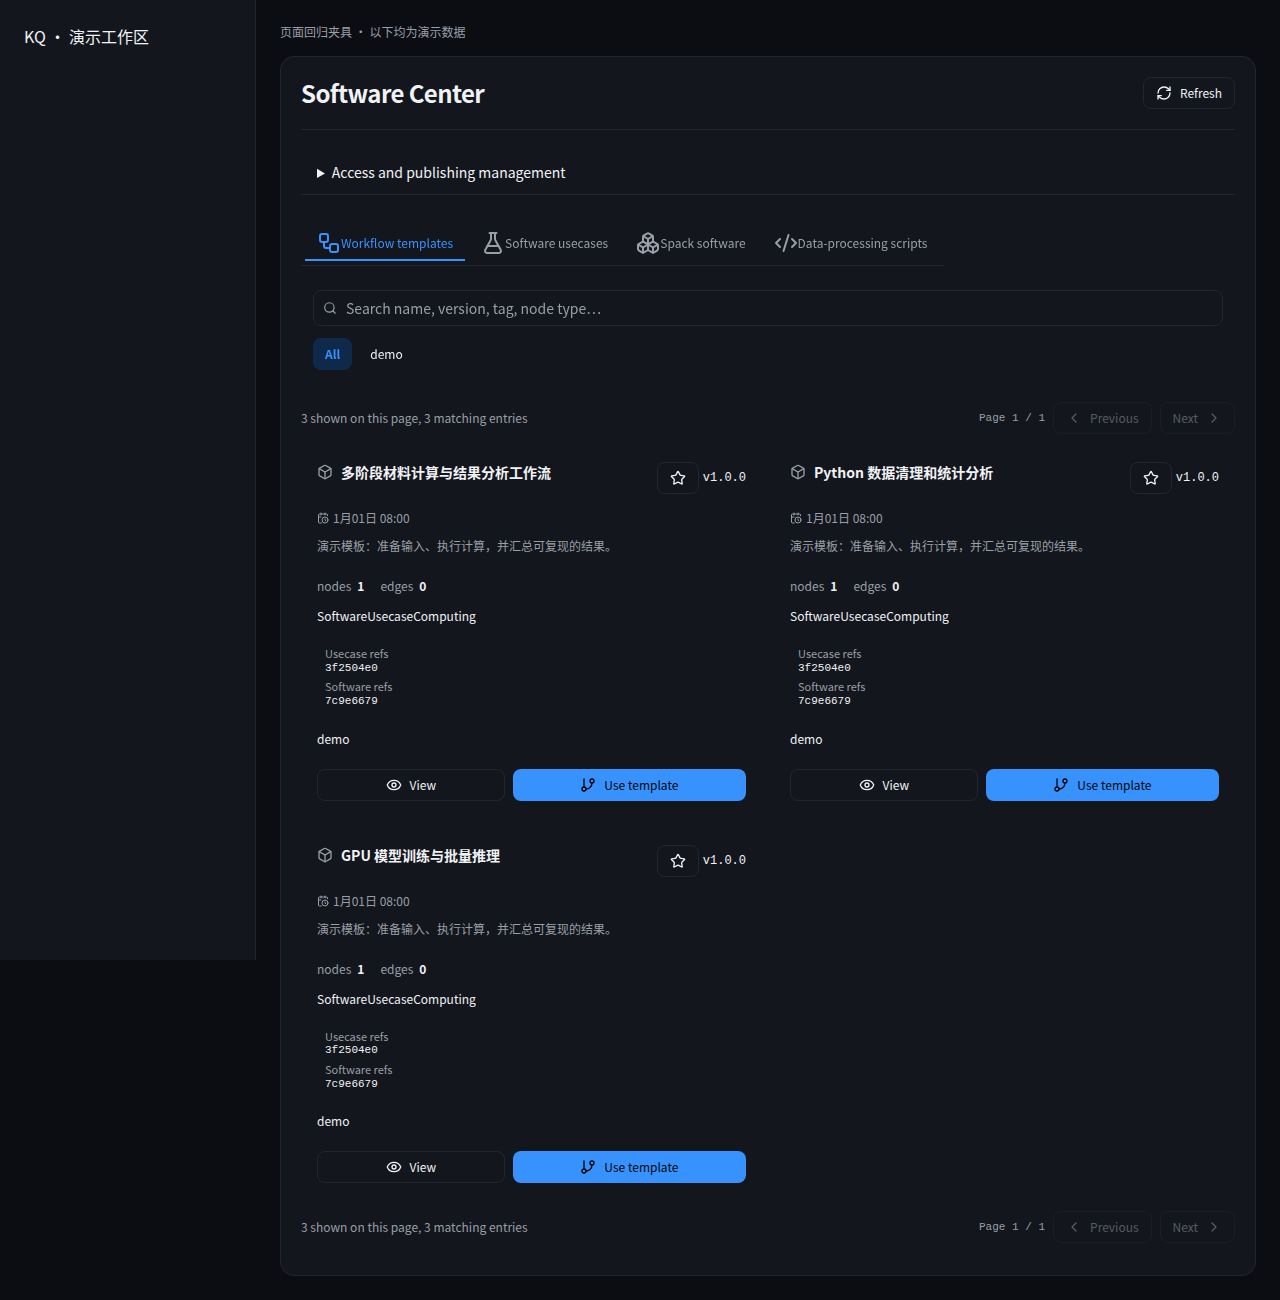 KQ · 演示工作区
页面回归夹具 · 以下均为演示数据
Software Center
Refresh
Access and publishing management
Workflow templates Software usecases Spack software Data-processing scripts
Search name, version, tag, node type…
All demo
3 shown on this page, 3 matching entries Page 1 / 1 Previous Next
多阶段材料计算与结果分析工作流 v1.0.0
1月01日 08:00
演示模板：准备输入、执行计算，并汇总可复现的结果。
nodes 1 edges 0
SoftwareUsecaseComputing
Usecase refs
3f2504e0
Software refs
7c9e6679
demo
View Use template
Python 数据清理和统计分析 v1.0.0
1月01日 08:00
演示模板：准备输入、执行计算，并汇总可复现的结果。
nodes 1 edges 0
SoftwareUsecaseComputing
Usecase refs
3f2504e0
Software refs
7c9e6679
demo
View Use template
GPU 模型训练与批量推理 v1.0.0
1月01日 08:00
演示模板：准备输入、执行计算，并汇总可复现的结果。
nodes 1 edges 0
SoftwareUsecaseComputing
Usecase refs
3f2504e0
Software refs
7c9e6679
demo
View Use template
3 shown on this page, 3 matching entries Page 1 / 1 Previous Next